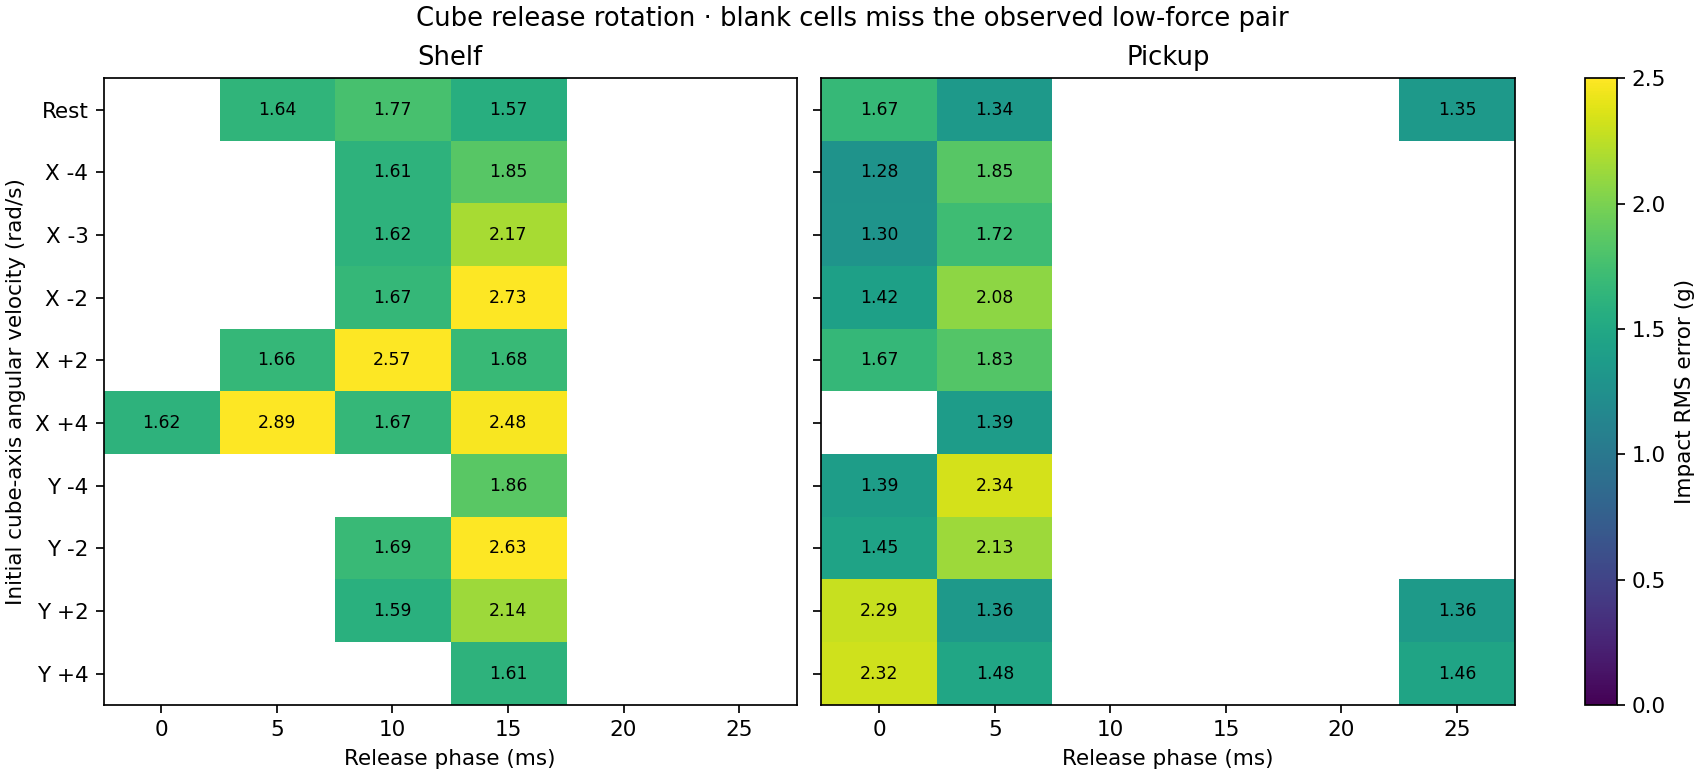 Cube release rotation · blank cells miss the observed low-force pair
Shelf
Pickup
Initial cube-axis angular velocity (rad/s)
Rest 1.64 1.77 1.57 1.67 1.34 1.35
X -4 1.61 1.85 1.28 1.85
X -3 1.62 2.17 1.30 1.72
X -2 1.67 2.73 1.42 2.08
X +2 1.66 2.57 1.68 1.67 1.83
X +4 1.62 2.89 1.67 2.48 1.39
Y -4 1.86 1.39 2.34
Y -2 1.69 2.63 1.45 2.13
Y +2 1.59 2.14 2.29 1.36 1.36
Y +4 1.61 2.32 1.48 1.46
0 5 10 15 20 25
Release phase (ms)
0 5 10 15 20 25
Release phase (ms)
2.5
2.0
1.5
1.0
0.5
0.0
Impact RMS error (g)